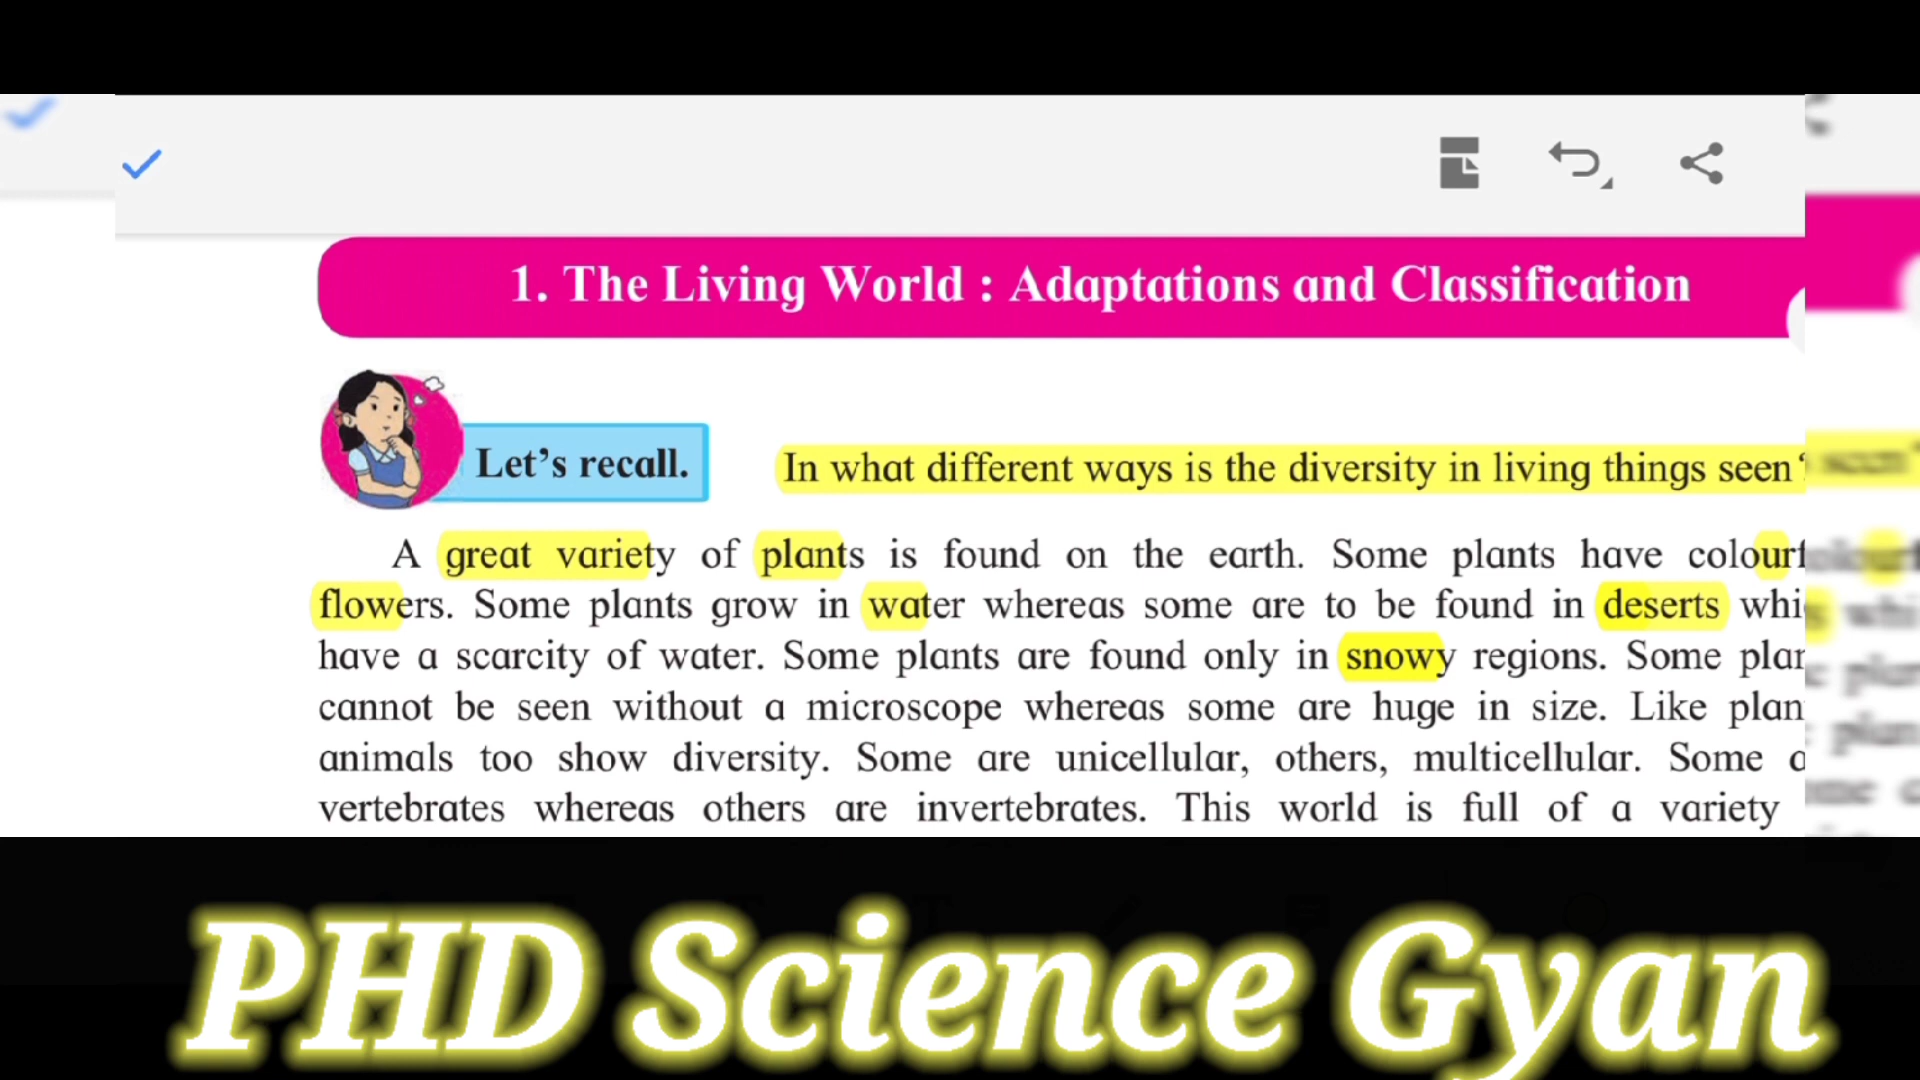 1. The Living World : Adaptations and Classification
Let's recall.
In what different ways is the diversity in living things seen?
A great variety of plants is found on the earth. Some plants have colourf
flowers. Some plants grow in water whereas some are to be found in deserts whi
have a scarcity of water. Some plants are found only in snowy regions. Some plan
cannot be seen without a microscope whereas some are huge in size. Like plan
animals too show diversity. Some are unicellular, others, multicellular. Some a
vertebrates whereas others are invertebrates. This world is full of a variety
PHD Science Gyan